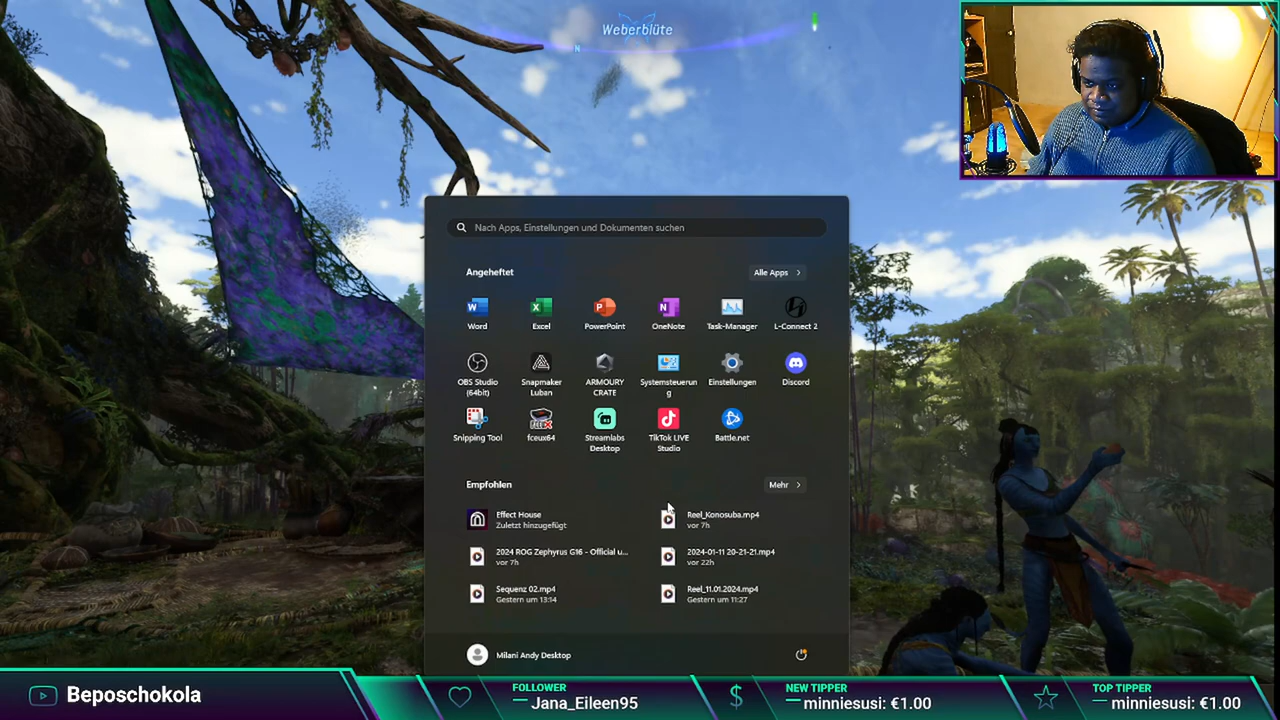 Weberblüte
N
Nach Apps, Einstellungen und Dokumenten suchen
Angeheftet
Alle Apps
Word
Excel
PowerPoint
OneNote
Task-Manager
L-Connect 2
OBS Studio
(64bit)
Snapmaker
Luban
ARMOURY
CRATE
Systemsteuerun
g
Einstellungen
Discord
Snipping Tool
fceux64
Streamlabs
Desktop
TikTok LIVE
Studio
Battle.net
Empfohlen
Mehr
Effect House
Zuletzt hinzugefügt
Reel_Konosuba.mp4
vor 7h
2024 ROG Zephyrus G16 - Official u...
vor 7h
2024-01-11 20-21-21.mp4
vor 22h
Sequenz 02.mp4
Gestern um 13:14
Reel_11.01.2024.mp4
Gestern um 11:27
Milani Andy Desktop
Beposchokola
FOLLOWER
Jana_Eileen95
NEW TIPPER
minniesusi: €1.00
TOP TIPPER
minniesusi: €1.00